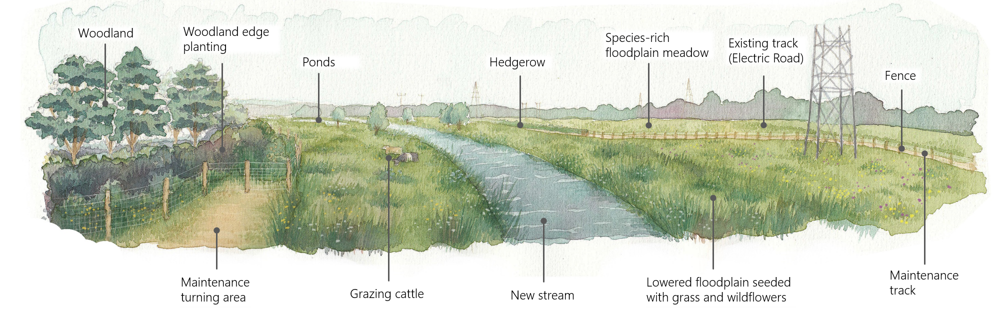 Woodland
Woodland edge
planting
Ponds
Hedgerow
Species-rich
floodplain meadow
Existing track
(Electric Road)
Fence
Maintenance
turning area
Grazing cattle
New stream
Lowered floodplain seeded
with grass and wildflowers
Maintenance
track